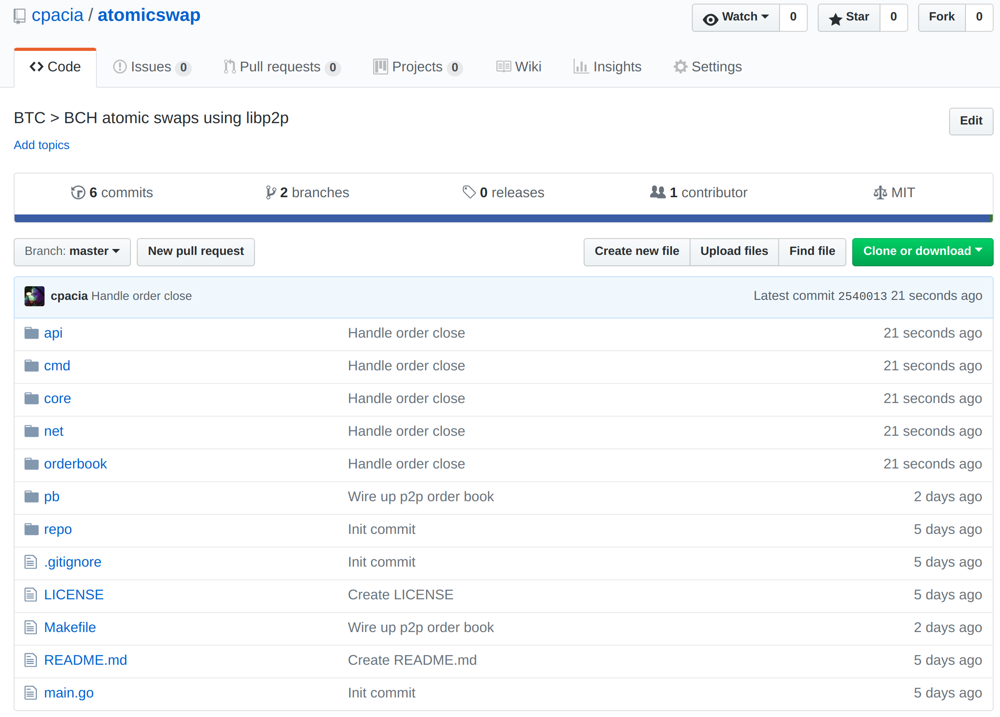 cpacia / atomicswap
Watch 0 Star 0 Fork 0
Code Issues 0 Pull requests 0 Projects 0 Wiki Insights Settings
BTC > BCH atomic swaps using libp2p
Edit
Add topics
6 commits 2 branches 0 releases 1 contributor MIT
Branch: master New pull request Create new file Upload files Find file Clone or download
cpacia Handle order close Latest commit 2540013 21 seconds ago
api Handle order close 21 seconds ago
cmd Handle order close 21 seconds ago
core Handle order close 21 seconds ago
net Handle order close 21 seconds ago
orderbook Handle order close 21 seconds ago
pb Wire up p2p order book 2 days ago
repo Init commit 5 days ago
.gitignore Init commit 5 days ago
LICENSE Create LICENSE 5 days ago
Makefile Wire up p2p order book 2 days ago
README.md Create README.md 5 days ago
main.go Init commit 5 days ago